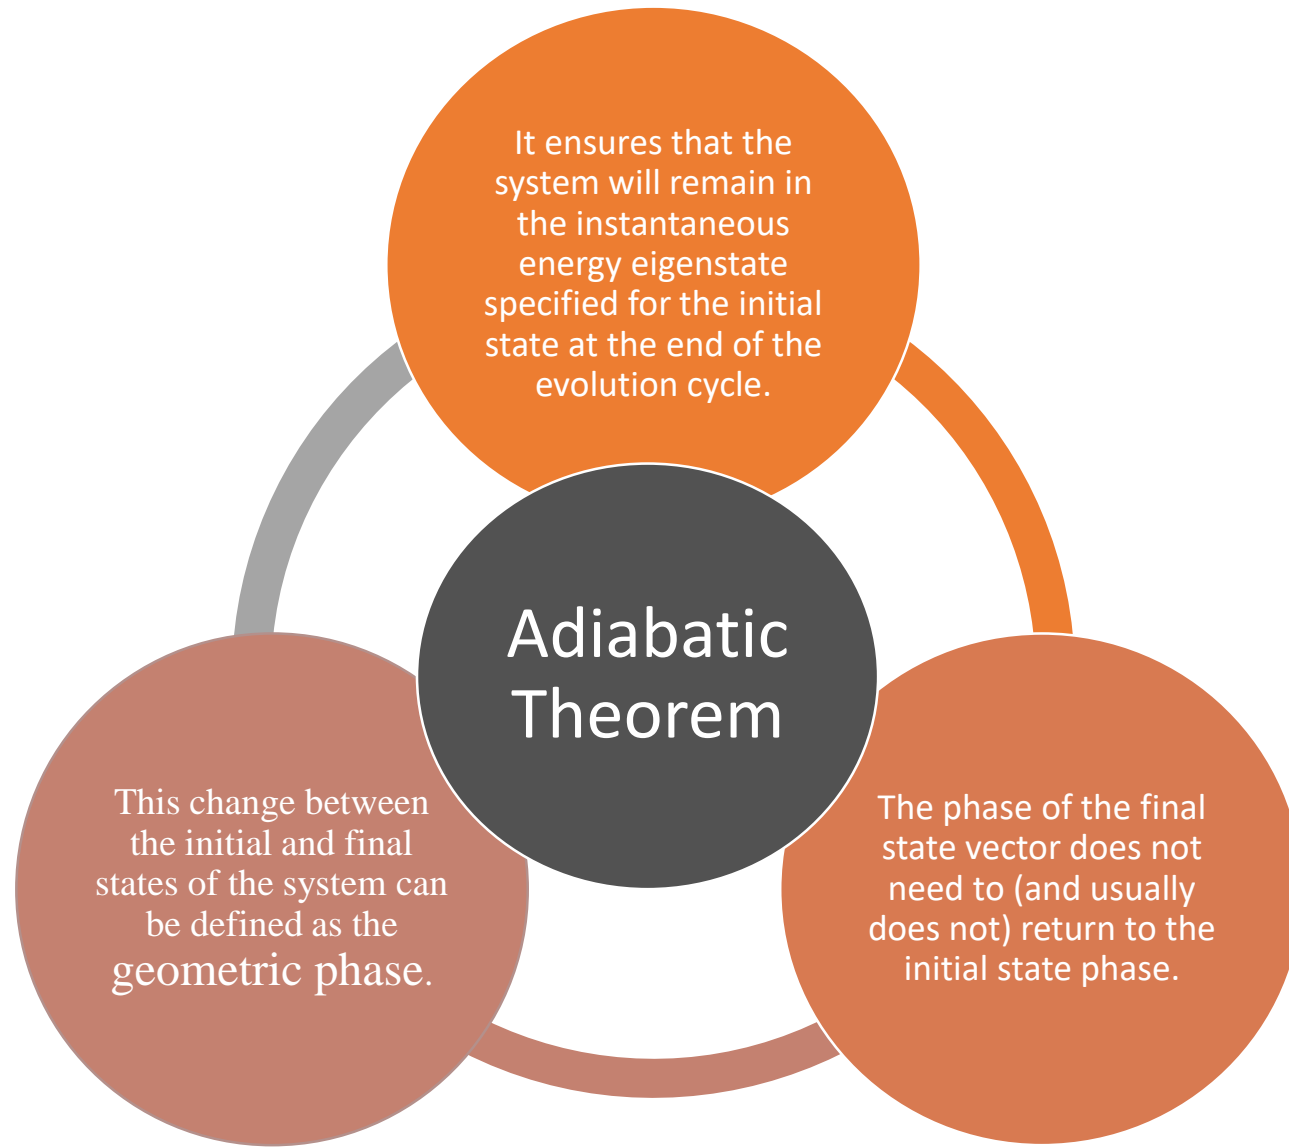 It ensures that the
system will remain in
the instantaneous
energy eigenstate
specified for the initial
state at the end of the
evolution cycle.
Adiabatic
Theorem
The phase of the final
state vector does not
need to (and usually
does not) return to the
initial state phase.
This change between
the initial and final
states of the system can
be defined as the
geometric phase.